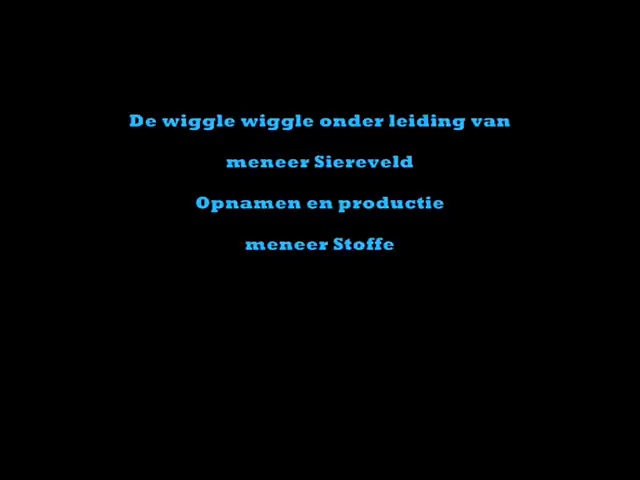 De wiggle wiggle onder leiding van
meneer Siereveld
Opnamen en productie
meneer Stoffe